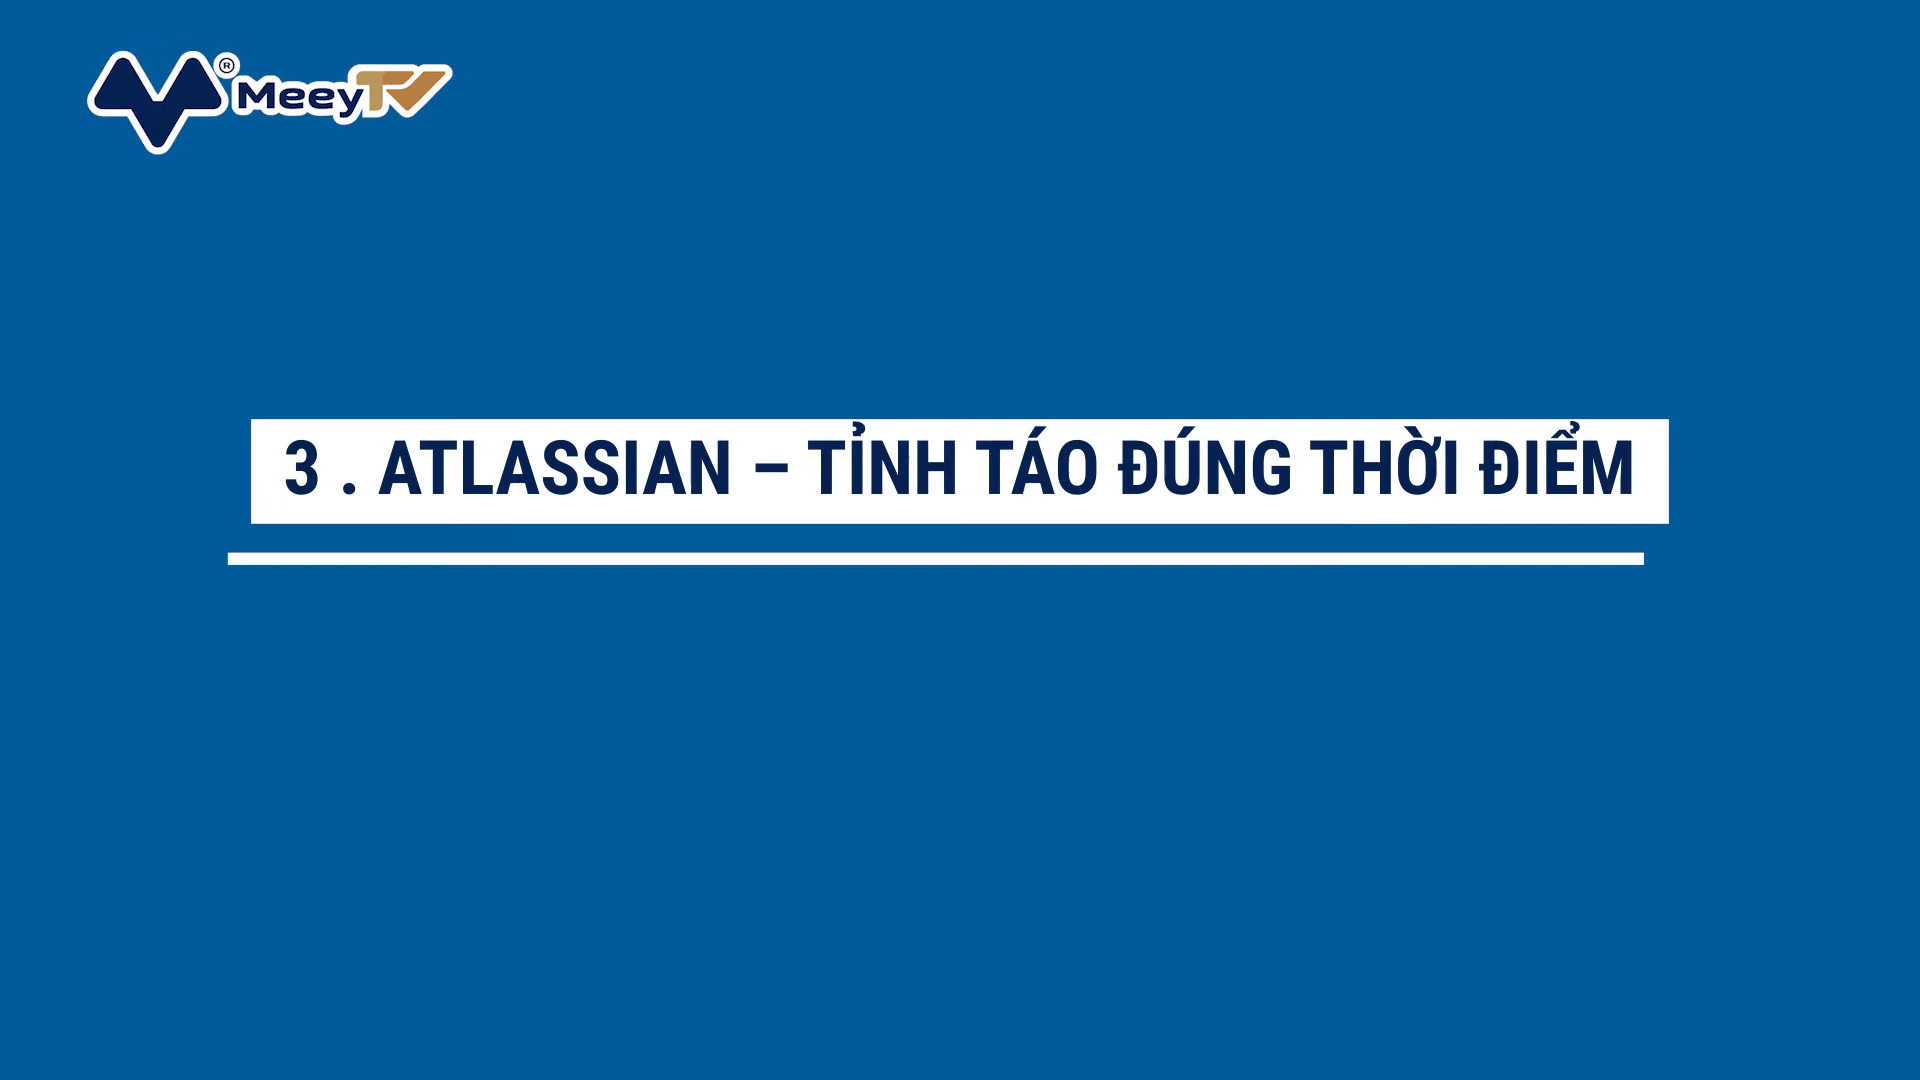 ® MeeyTV
3 . ATLASSIAN – TỈNH TÁO ĐÚNG THỜI ĐIỂM